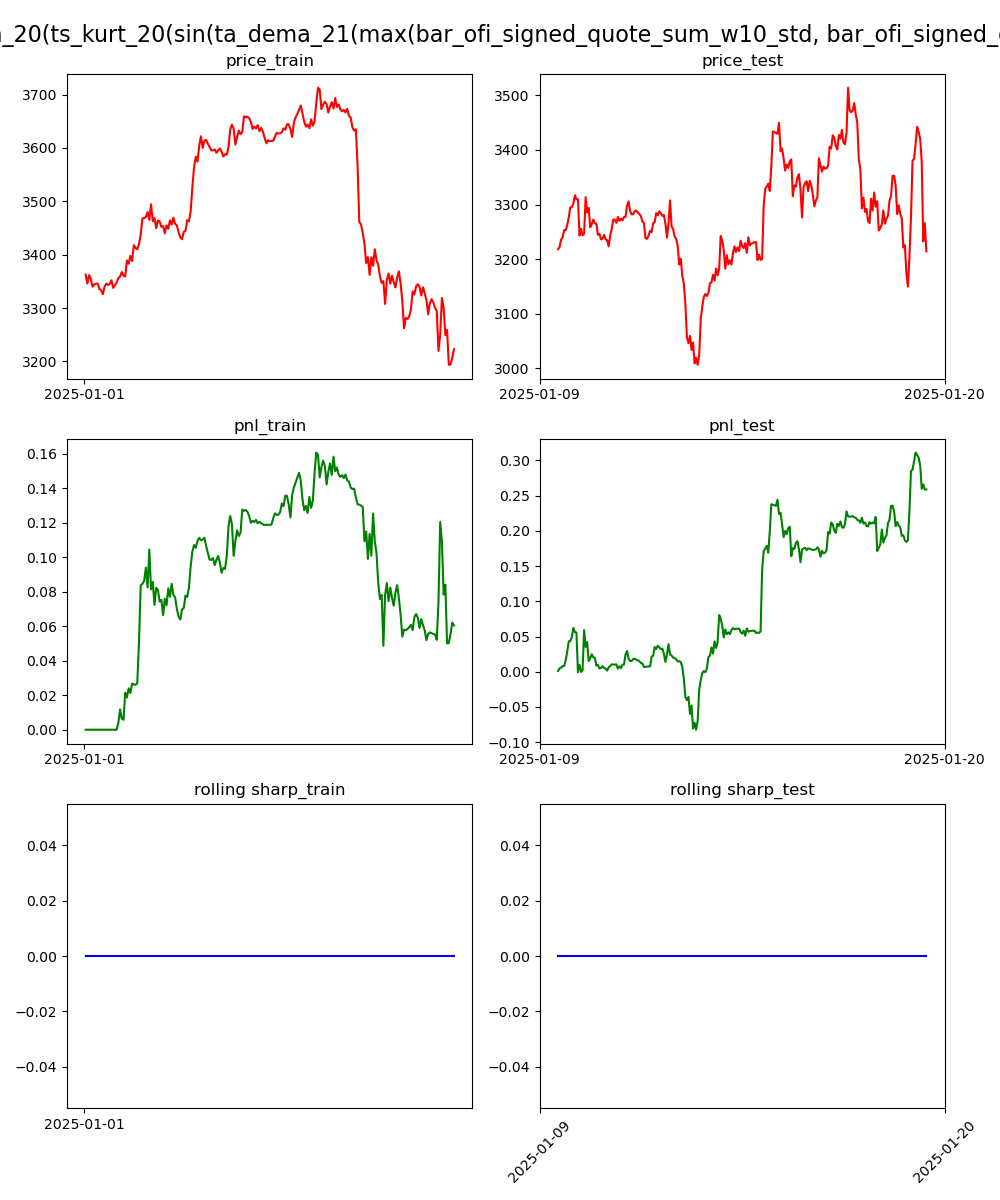 _20(ts_kurt_20(sin(ta_dema_21(max(bar_ofi_signed_quote_sum_w10_std, bar_ofi_signed_
price_train price_test
3700 3500
3600 3400
3500 3300
3400 3200
3300 3100
3200 3000
2025-01-01 2025-01-09 2025-01-20
pnl_train pnl_test
0.16 0.30
0.14 0.25
0.12 0.20
0.10 0.15
0.08 0.10
0.06 0.05
0.04 0.00
0.02 −0.05
0.00 −0.10
2025-01-01 2025-01-09 2025-01-20
rolling sharp_train rolling sharp_test
0.04 0.04
0.02 0.02
0.00 0.00
−0.02 −0.02
−0.04 −0.04
2025-01-01 2025-01-09 2025-01-20